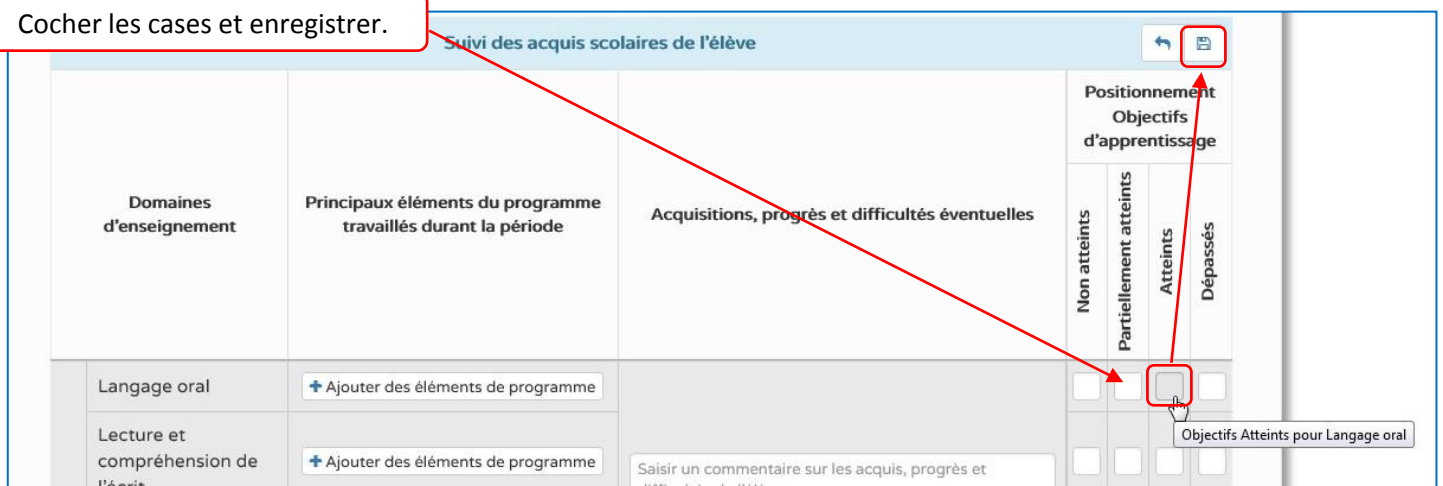 Cocher les cases et enregistrer.
Suivi des acquis scolaires de l'élève
Positionnement
Objectifs
d'apprentissage
Domaines
d'enseignement
Principaux éléments du programme
travaillés durant la période
Acquisitions, progrès et difficultés éventuelles
Non atteints
Partiellement atteints
Atteints
Dépassés
Langage oral
Ajouter des éléments de programme
Objectifs Atteints pour Langage oral
Lecture et
compréhension de
l'écrit
Ajouter des éléments de programme
Saisir un commentaire sur les acquis, progrès et